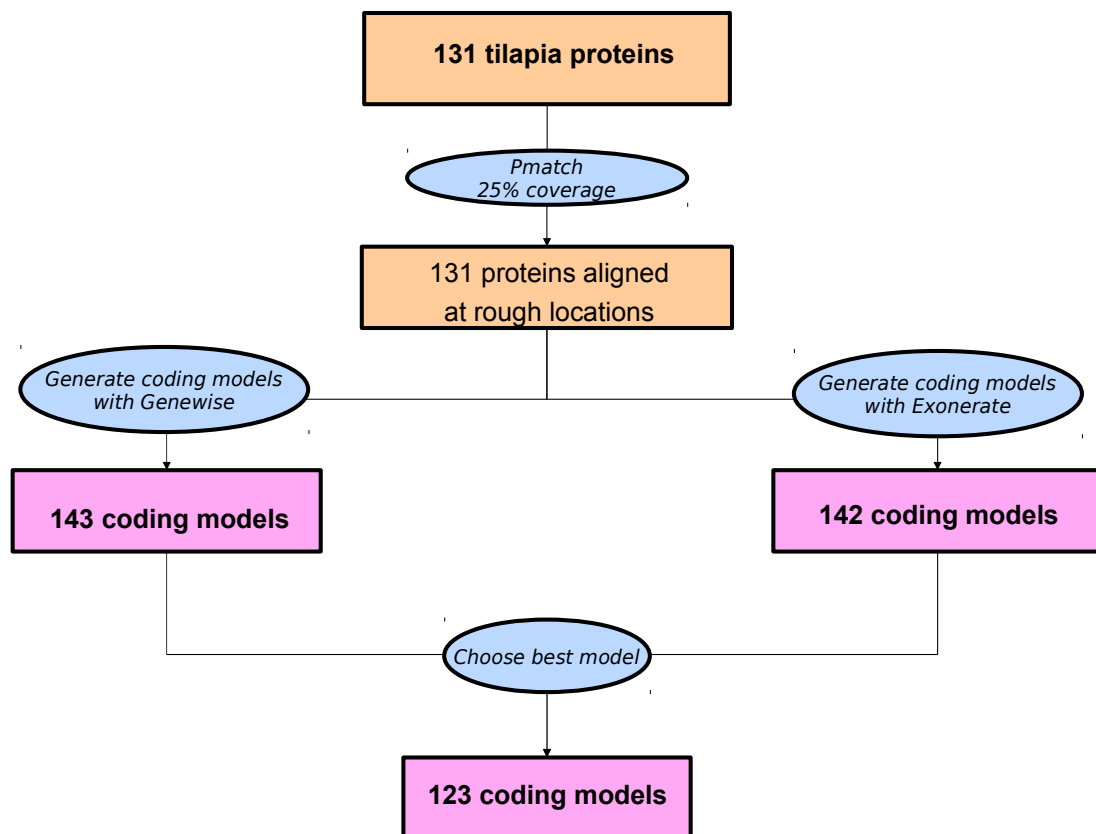 131 tilapia proteins
Pmatch
25% coverage
131 proteins aligned
at rough locations
Generate coding models
with Genewise
Generate coding models
with Exonerate
143 coding models
142 coding models
Choose best model
123 coding models